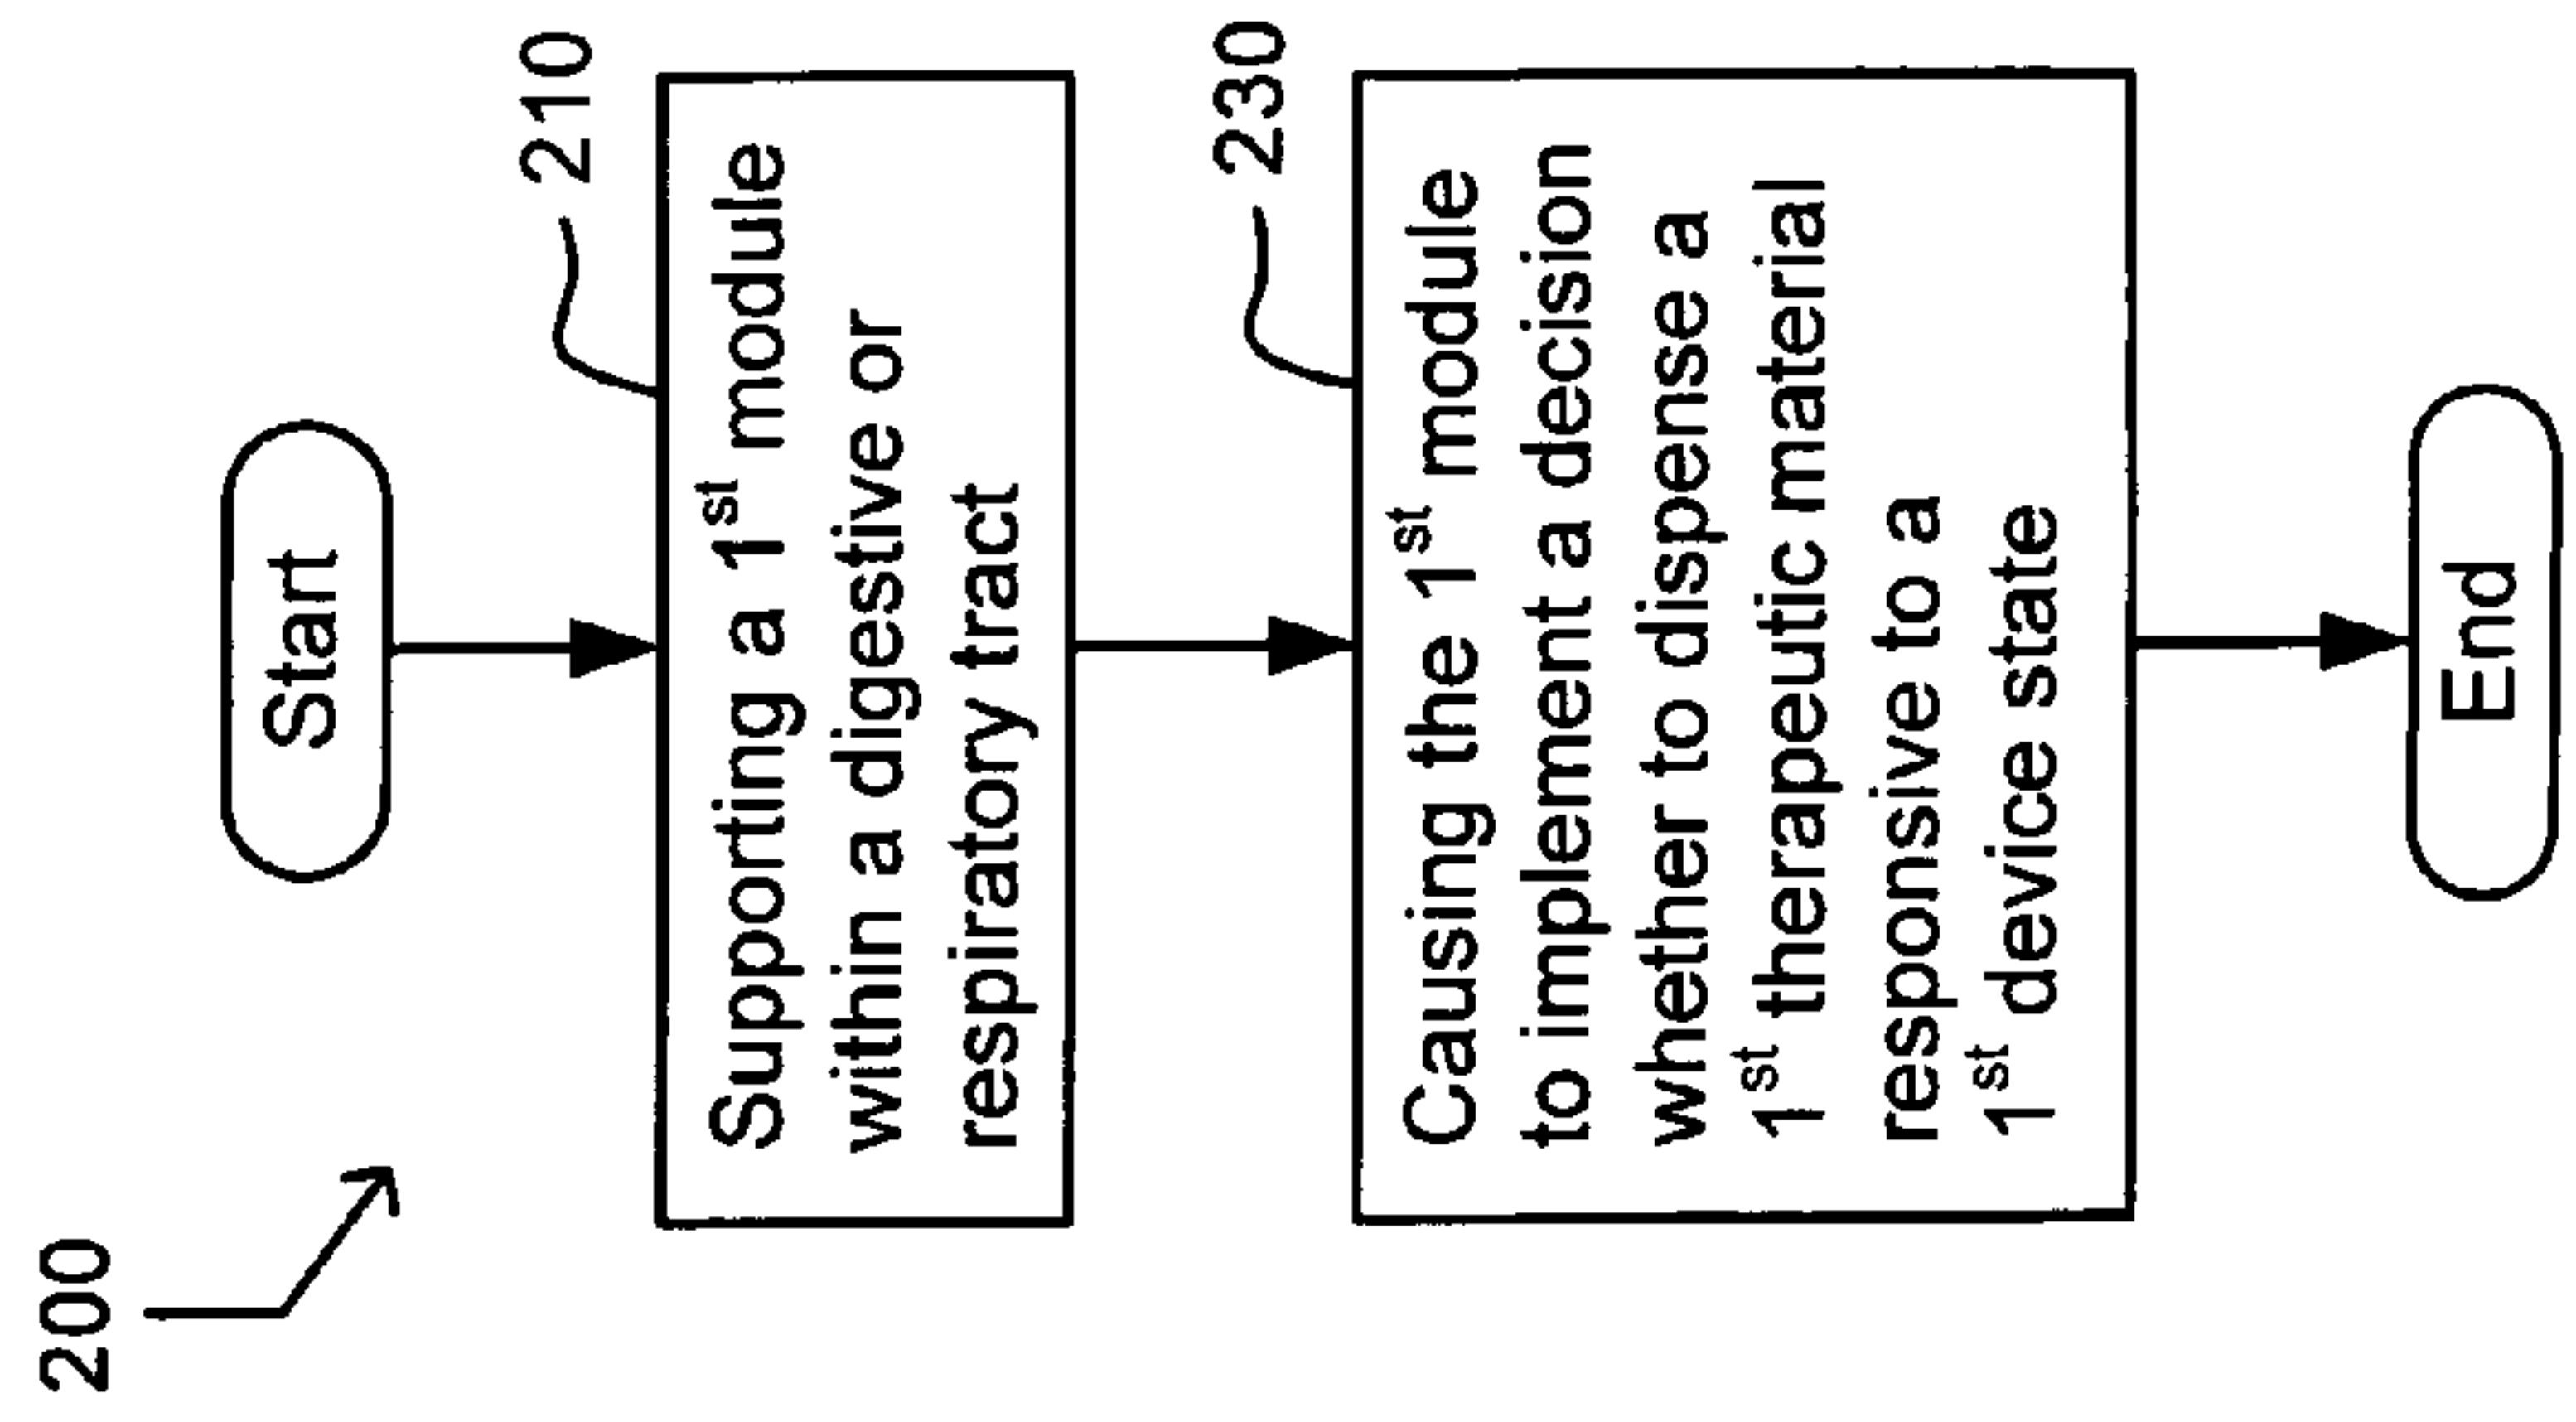 200
Start
210
Supporting a 1st module
within a digestive or
respiratory tract
230
Causing the 1st module
to implement a decision
whether to dispense a
1st therapeutic material
responsive to a
1st device state
End